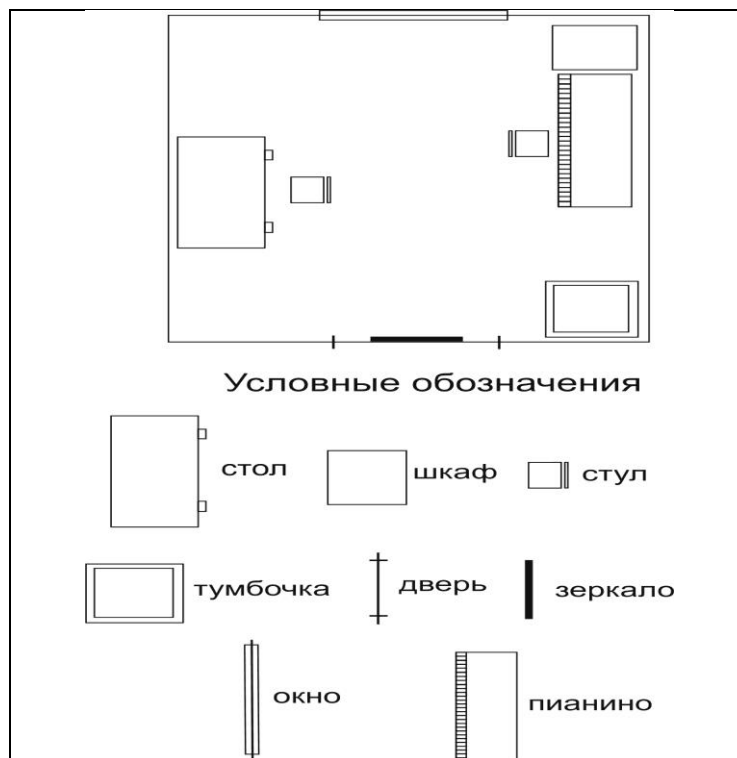 Условные обозначения
стол шкаф стул
тумбочка дверь зеркало
окно пианино